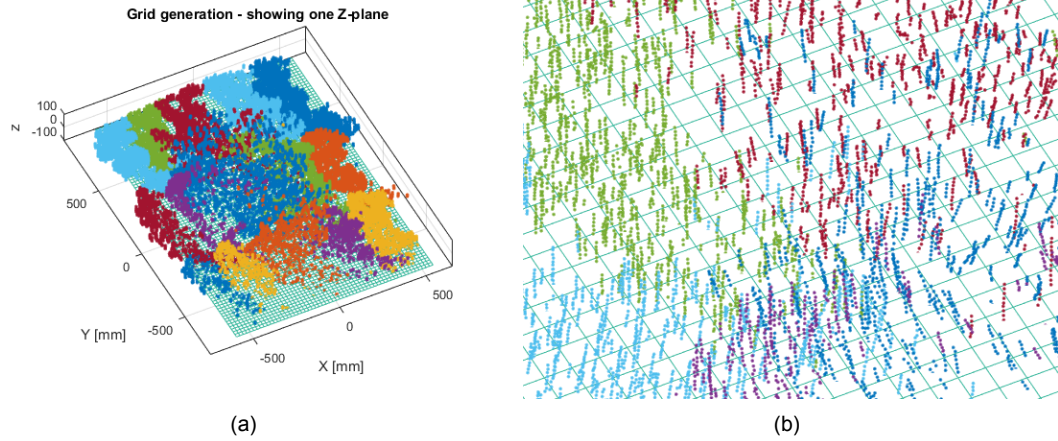 Grid generation - showing one Z-plane
100
0
-100
z
500
0
-500
Y [mm]
500
0
-500
X [mm]
(a)
(b)